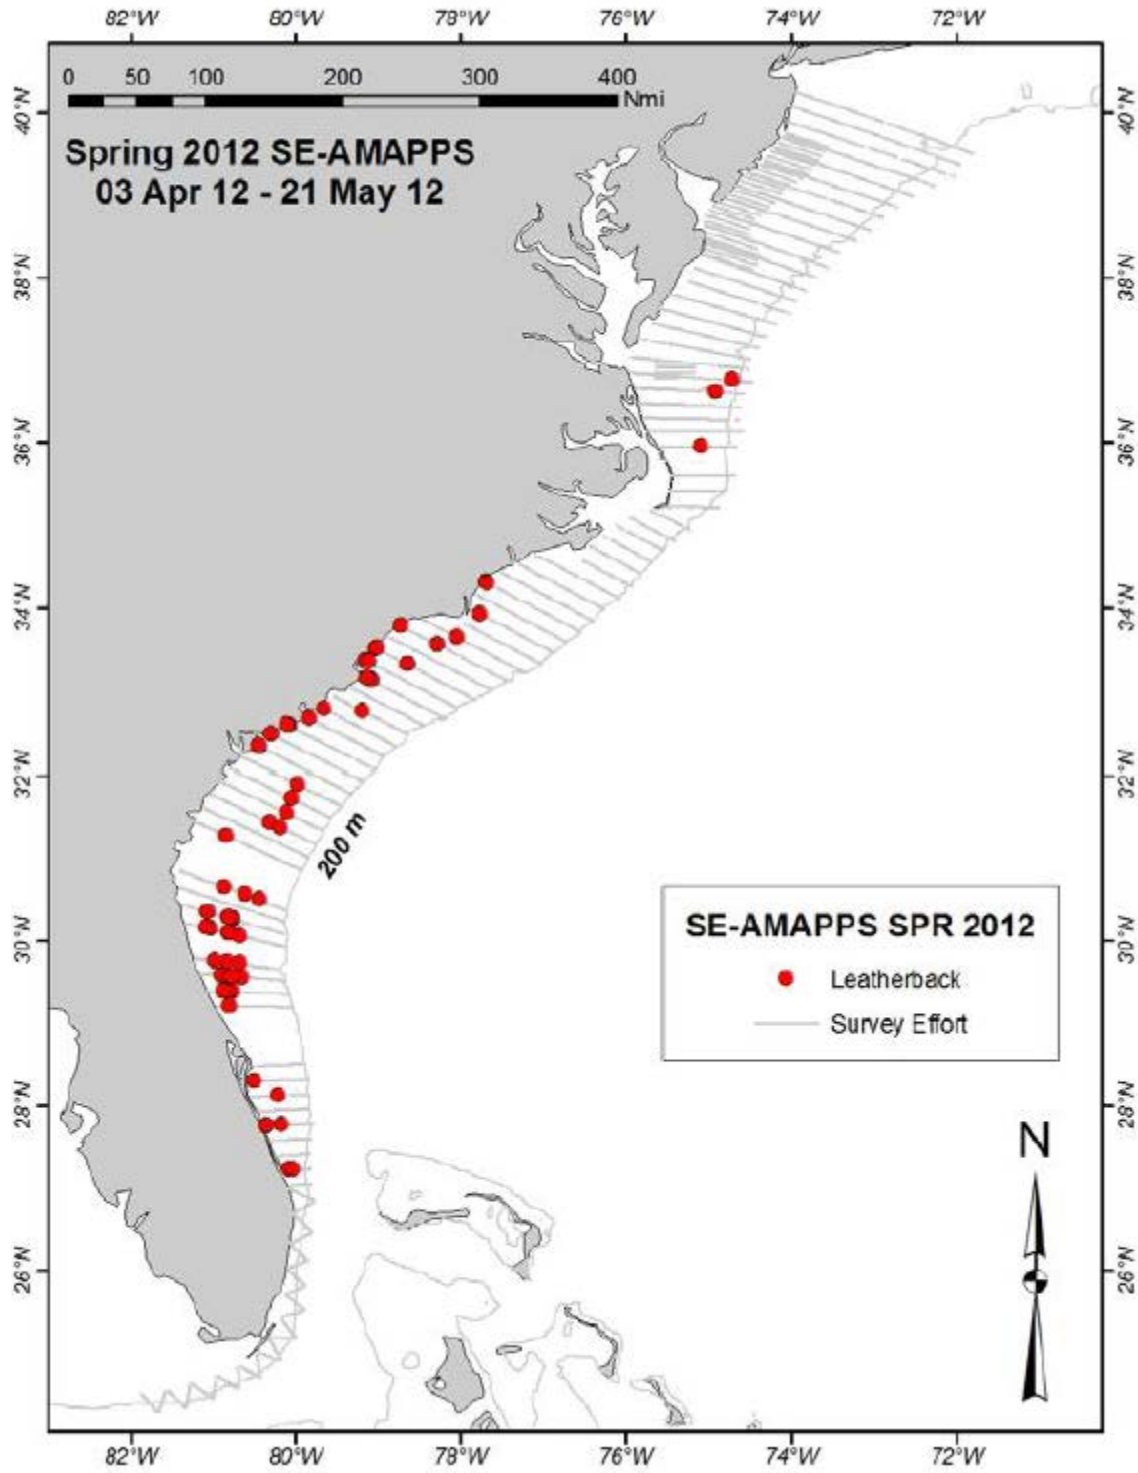 82°W 80°W 78°W 76°W 74°W 72°W
0 50 100 200 300 400
Nmi
Spring 2012 SE-AMAPPS
03 Apr 12 - 21 May 12
40°N 40°N
38°N 38°N
36°N 36°N
34°N 34°N
32°N 32°N
200 m
SE-AMAPPS SPR 2012
30°N 30°N
Leatherback
Survey Effort
28°N 28°N
N
26°N 26°N
82°W 80°W 78°W 76°W 74°W 72°W